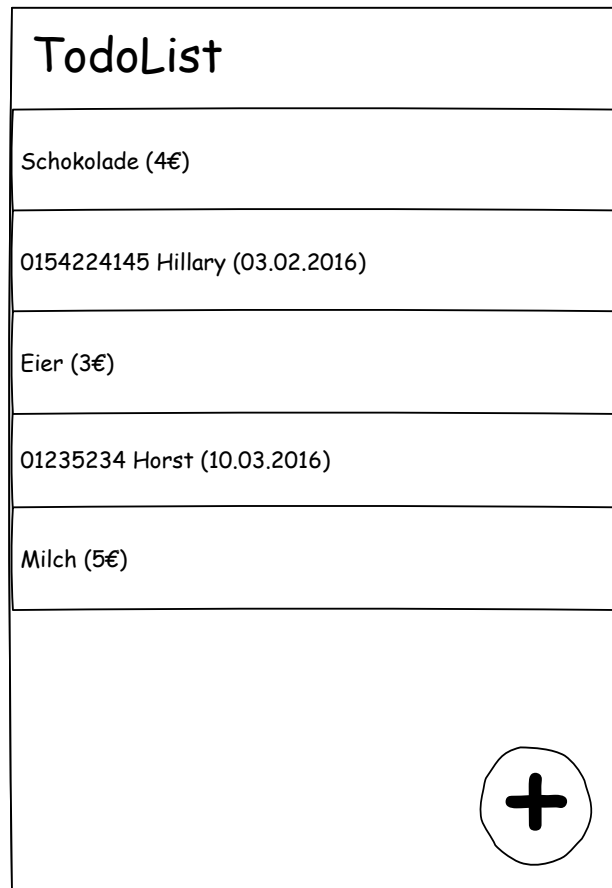 TodoList
Schokolade (4€)
0154224145 Hillary (03.02.2016)
Eier (3€)
01235234 Horst (10.03.2016)
Milch (5€)